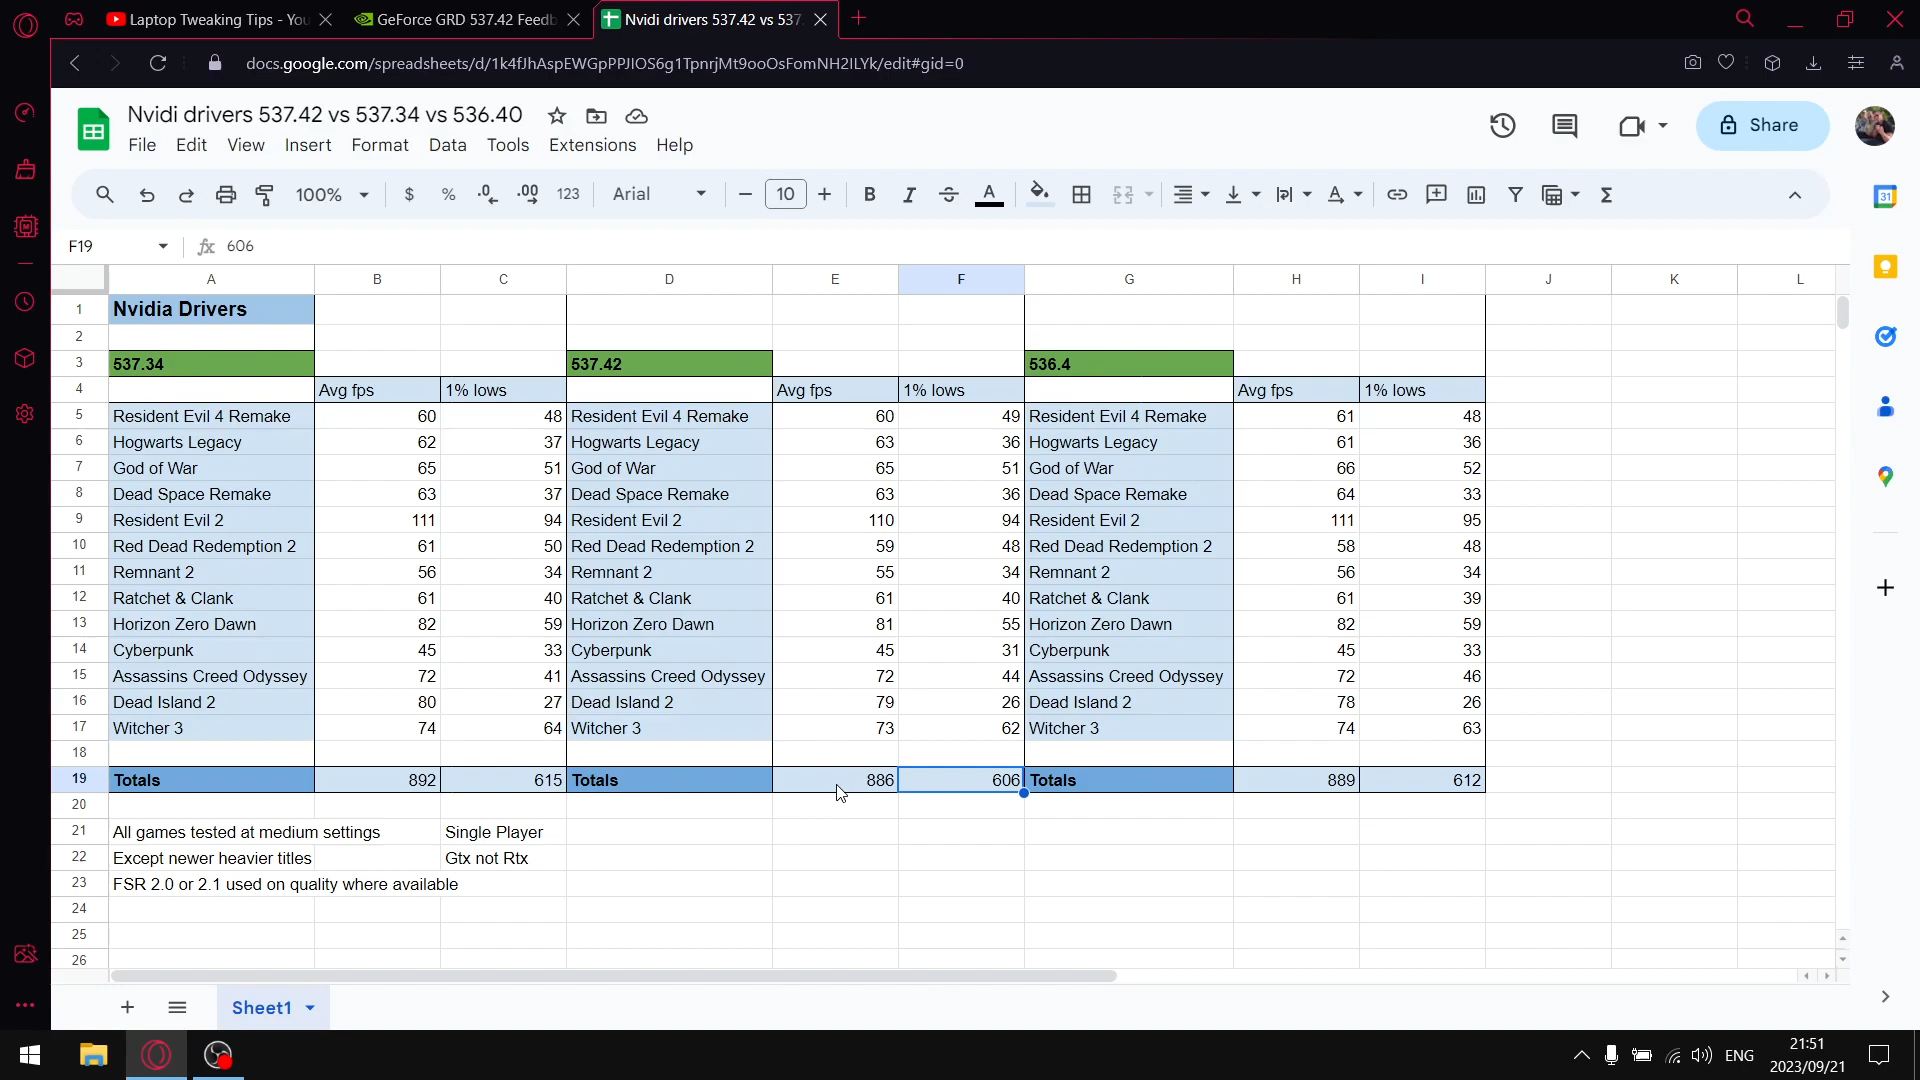 Laptop Tweaking Tips - You
GeForce GRD 537.42 Feedb
Nvidi drivers 537.42 vs 537.
docs.google.com/spreadsheets/d/1k4fJhAspEWGpPPJIOS6g1TpnrjMt9ooOsFomNH2ILYk/edit#gid=0
Nvidi drivers 537.42 vs 537.34 vs 536.40
File Edit View Insert Format Data Tools Extensions Help
Share
100% $ % .0 .00 123 Arial 10 B I A
31
F19 fx 606
A B C D E F G H I J K L
1 Nvidia Drivers
2
3 537.34 537.42 536.4
4 Avg fps 1% lows Avg fps 1% lows Avg fps 1% lows
5 Resident Evil 4 Remake 60 48 Resident Evil 4 Remake 60 49 Resident Evil 4 Remake 61 48
6 Hogwarts Legacy 62 37 Hogwarts Legacy 63 36 Hogwarts Legacy 61 36
7 God of War 65 51 God of War 65 51 God of War 66 52
8 Dead Space Remake 63 37 Dead Space Remake 63 36 Dead Space Remake 64 33
9 Resident Evil 2 111 94 Resident Evil 2 110 94 Resident Evil 2 111 95
10 Red Dead Redemption 2 61 50 Red Dead Redemption 2 59 48 Red Dead Redemption 2 58 48
11 Remnant 2 56 34 Remnant 2 55 34 Remnant 2 56 34
12 Ratchet & Clank 61 40 Ratchet & Clank 61 40 Ratchet & Clank 61 39
13 Horizon Zero Dawn 82 59 Horizon Zero Dawn 81 55 Horizon Zero Dawn 82 59
14 Cyberpunk 45 33 Cyberpunk 45 31 Cyberpunk 45 33
15 Assassins Creed Odyssey 72 41 Assassins Creed Odyssey 72 44 Assassins Creed Odyssey 72 46
16 Dead Island 2 80 27 Dead Island 2 79 26 Dead Island 2 78 26
17 Witcher 3 74 64 Witcher 3 73 62 Witcher 3 74 63
18
19 Totals 892 615 Totals 886 606 Totals 889 612
20
21 All games tested at medium settings Single Player
22 Except newer heavier titles Gtx not Rtx
23 FSR 2.0 or 2.1 used on quality where available
24
25
26
Sheet1
ENG
21:51
2023/09/21